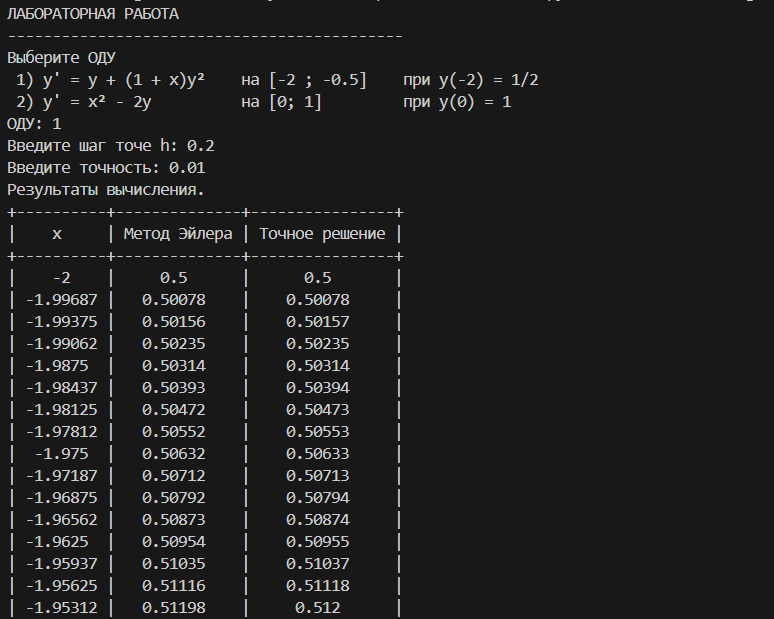 ЛАБОРАТОРНАЯ РАБОТА
--------------------------------------------
Выберите ОДУ
 1) y' = y + (1 + x)y²    на [-2 ; -0.5]    при y(-2) = 1/2
 2) y' = x² - 2y          на [0; 1]         при y(0) = 1
ОДУ: 1
Введите шаг точе h: 0.2
Введите точность: 0.01
Результаты вычисления.
+----------+--------------+----------------+
|    x     | Метод Эйлера | Точное решение |
+----------+--------------+----------------+
|    -2    |     0.5      |      0.5       |
| -1.99687 |   0.50078    |    0.50078     |
| -1.99375 |   0.50156    |    0.50157     |
| -1.99062 |   0.50235    |    0.50235     |
| -1.9875  |   0.50314    |    0.50314     |
| -1.98437 |   0.50393    |    0.50394     |
| -1.98125 |   0.50472    |    0.50473     |
| -1.97812 |   0.50552    |    0.50553     |
|  -1.975  |   0.50632    |    0.50633     |
| -1.97187 |   0.50712    |    0.50713     |
| -1.96875 |   0.50792    |    0.50794     |
| -1.96562 |   0.50873    |    0.50874     |
| -1.9625  |   0.50954    |    0.50955     |
| -1.95937 |   0.51035    |    0.51037     |
| -1.95625 |   0.51116    |    0.51118     |
| -1.95312 |   0.51198    |     0.512      |